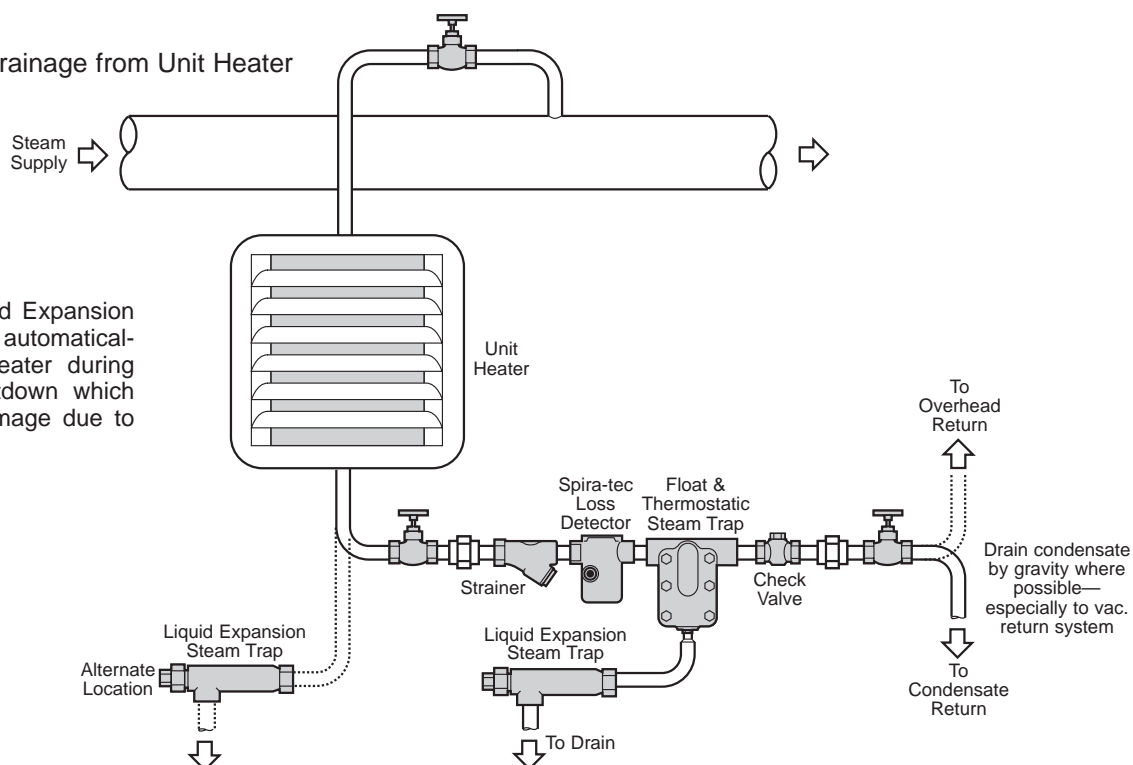 rainage from Unit Heater
Steam
Supply
d Expansion
automatical-
eater during
tdown which
mage due to
Unit
Heater
To
Overhead
Return
Spira-tec
Loss
Detector
Float &
Thermostatic
Steam Trap
Strainer
Check
Valve
Drain condensate
by gravity where
possible—
especially to vac.
return system
Liquid Expansion
Steam Trap
Alternate
Location
Liquid Expansion
Steam Trap
To Drain
To
Condensate
Return